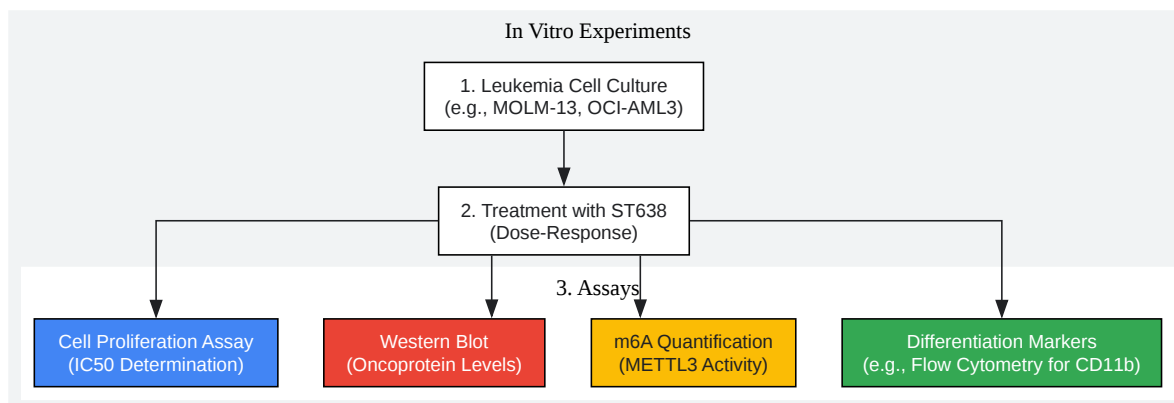 In Vitro Experiments
1. Leukemia Cell Culture
(e.g., MOLM-13, OCI-AML3)
2. Treatment with ST638
(Dose-Response)
3. Assays
Cell Proliferation Assay
(IC50 Determination)
Western Blot
(Oncoprotein Levels)
m6A Quantification
(METTL3 Activity)
Differentiation Markers
(e.g., Flow Cytometry for CD11b)